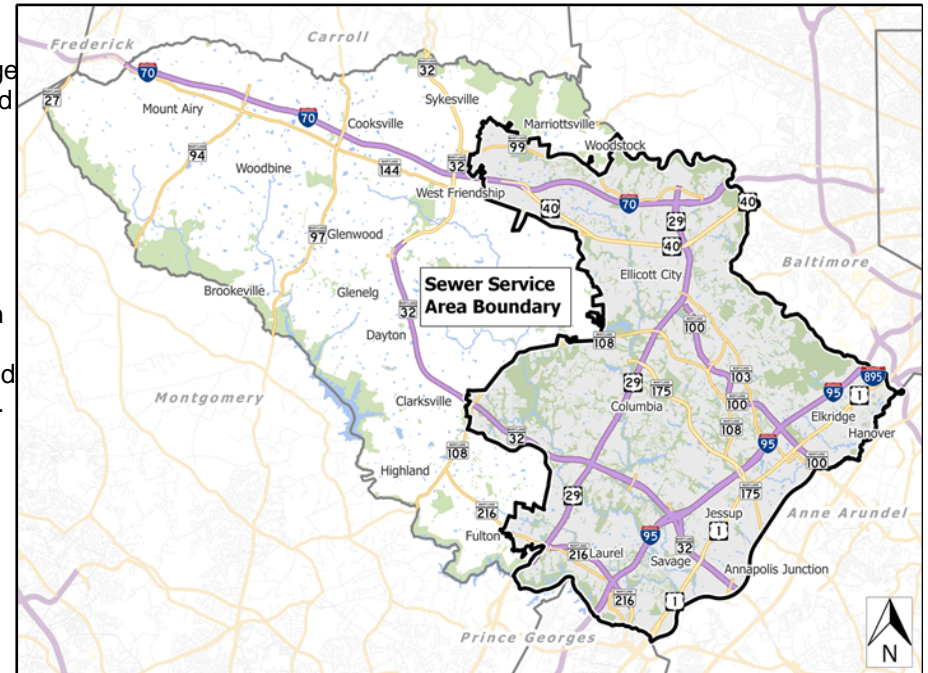 Frederick
Carroll
ge
d
70
32
27
Sykesville
Mount Airy
70
Cooksville
Marriottsville
99
Woodstock
94
144
32
Woodbine
West Friendship
70
40
40
29
97
Glenwood
40
Baltimore
Ellicott City
Brookeville
Glenelg
Sewer Service
Area Boundary
n
32
100
Dayton
108
d
103
895
29
175
95
1
.
Montgomery
Clarksville
Columbia
100
Elkridge
108
Hanover
32
95
108
100
Highland
175
29
216
Jessup
Anne Arundel
Fulton
95
1
216
Laurel
32
Savage
Annapolis Junction
216
1
Prince Georges
N